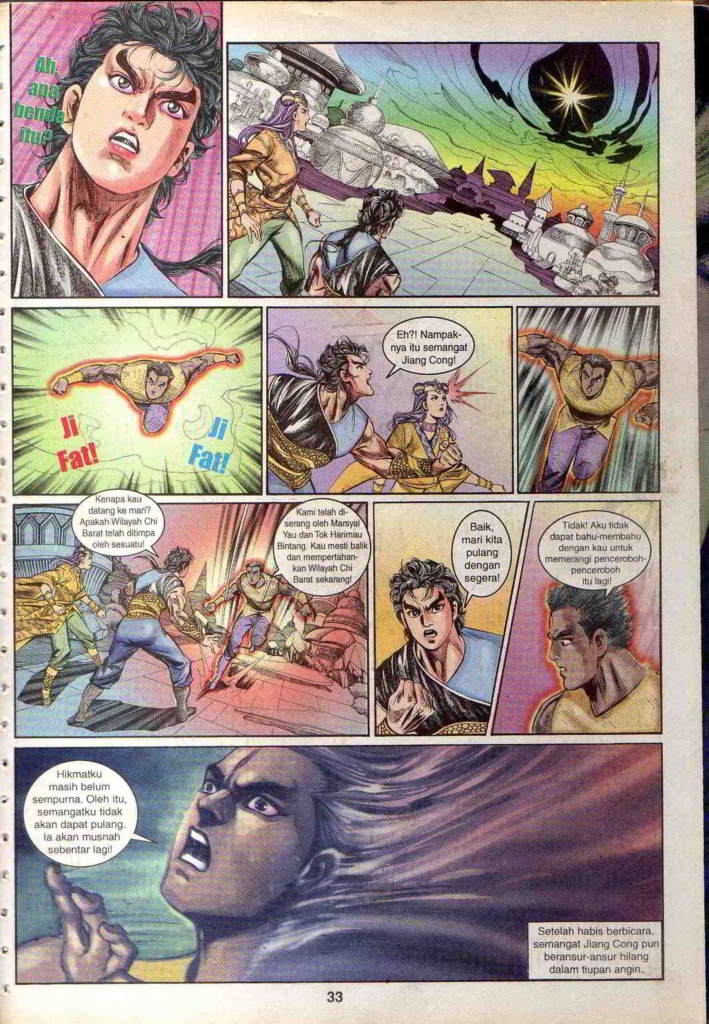 Ah,
apa
benda
itu?
Ji
Fat!
Ji
Fat!
Eh?! Nampak-
nya itu semangat
Jiang Cong!
Kenapa kau
datang ke mari?
Apakah Wilayah Chi
Barat telah ditimpa
oleh sesuatu!
Kami telah di-
serang oleh Marsyal
Yau dan Tok Harimau
Bintang. Kau mesti balik
dan mempertahan-
kan Wilayah Chi
Barat sekarang!
Baik,
mari kita
pulang
dengan
segera!
Tidak! Aku tidak
dapat bahu-membahu
dengan kau untuk
memerangi penceroboh-
penceroboh
itu lagi!
Hikmatku
masih belum
sempurna. Oleh itu,
semangatku tidak
akan dapat pulang.
Ia akan musnah
sebentar lagi!
Setelah habis berbicara,
semangat Jiang Cong pun
beransur-ansur hilang
dalam tiupan angin.
33